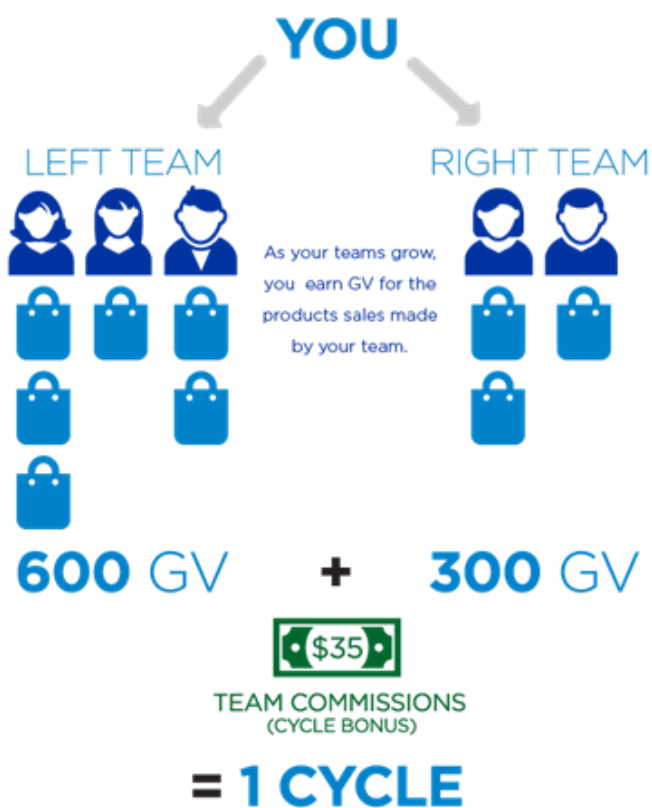 YOU
LEFT TEAM
RIGHT TEAM
As your teams grow,
you earn GV for the
products sales made
by your team.
600 GV + 300 GV
$35
TEAM COMMISSIONS
(CYCLE BONUS)
= 1 CYCLE